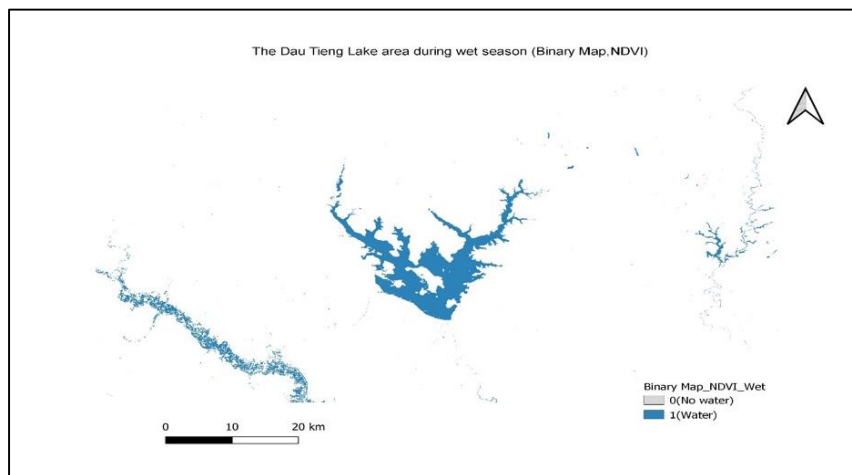 The Dau Tieng Lake area during wet season (Binary Map,NDVI)
Binary Map_NDVI_Wet
0(No water)
1(Water)
0 10 20 km